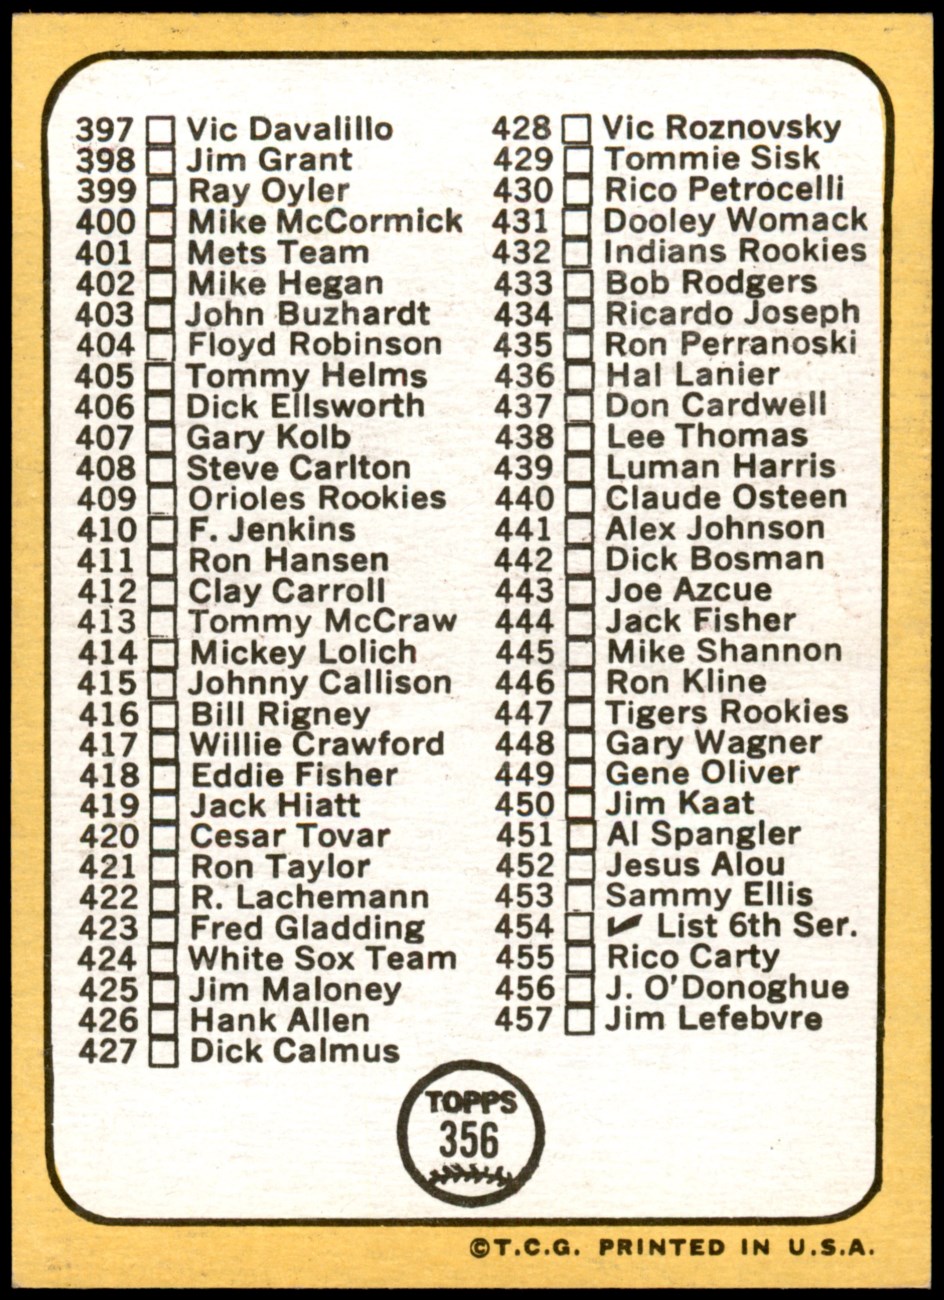 397 Vic Davalillo
398 Jim Grant
399 Ray Oyler
400 Mike McCormick
401 Mets Team
402 Mike Hegan
403 John Buzhardt
404 Floyd Robinson
405 Tommy Helms
406 Dick Ellsworth
407 Gary Kolb
408 Steve Carlton
409 Orioles Rookies
410 F. Jenkins
411 Ron Hansen
412 Clay Carroll
413 Tommy McCraw
414 Mickey Lolich
415 Johnny Callison
416 Bill Rigney
417 Willie Crawford
418 Eddie Fisher
419 Jack Hiatt
420 Cesar Tovar
421 Ron Taylor
422 R. Lachemann
423 Fred Gladding
424 White Sox Team
425 Jim Maloney
426 Hank Allen
427 Dick Calmus
428 Vic Roznovsky
429 Tommie Sisk
430 Rico Petrocelli
431 Dooley Womack
432 Indians Rookies
433 Bob Rodgers
434 Ricardo Joseph
435 Ron Perranoski
436 Hal Lanier
437 Don Cardwell
438 Lee Thomas
439 Luman Harris
440 Claude Osteen
441 Alex Johnson
442 Dick Bosman
443 Joe Azcue
444 Jack Fisher
445 Mike Shannon
446 Ron Kline
447 Tigers Rookies
448 Gary Wagner
449 Gene Oliver
450 Jim Kaat
451 Al Spangler
452 Jesus Alou
453 Sammy Ellis
454 ✓ List 6th Ser.
455 Rico Carty
456 J. O'Donoghue
457 Jim Lefebvre
TOPPS
356
©T.C.G. PRINTED IN U.S.A.